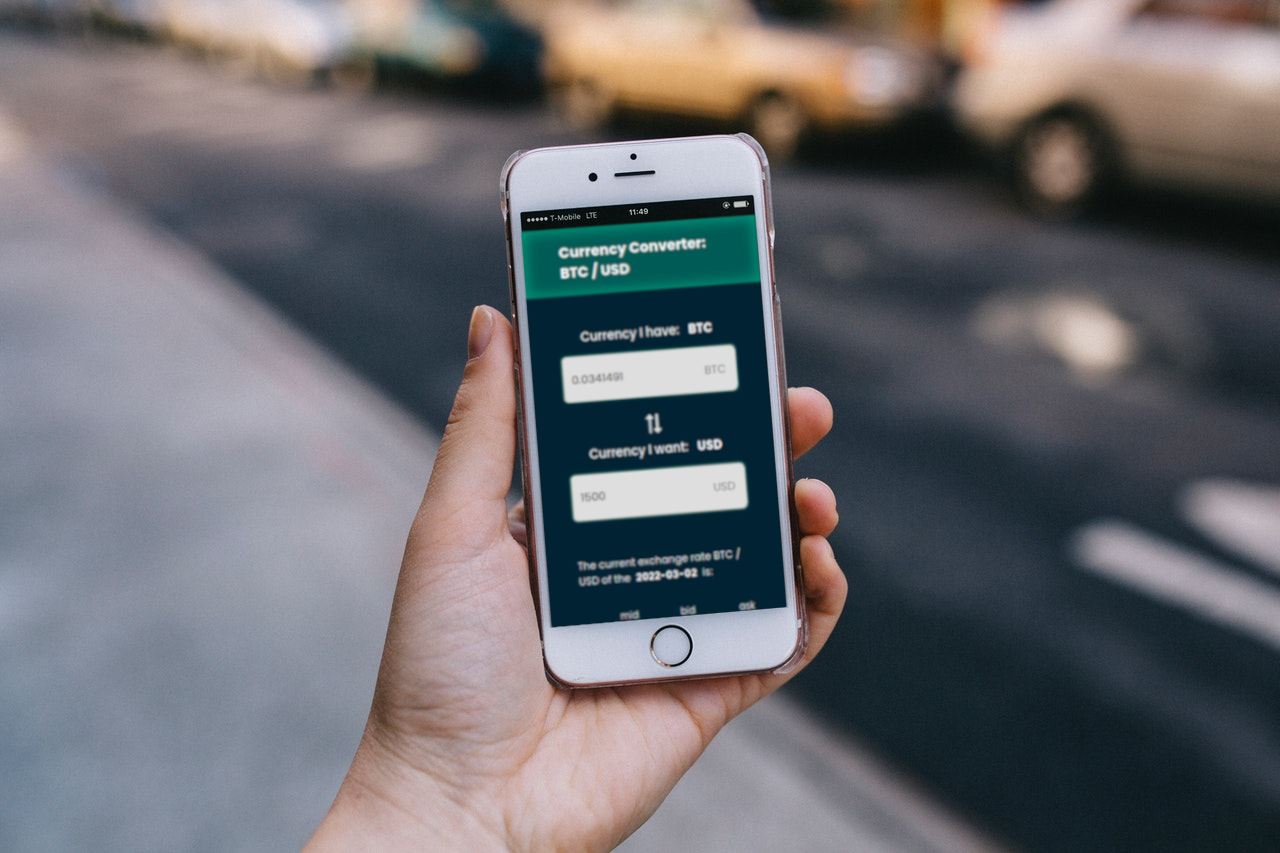 T-Mobile LTE 11:49
Currency Converter:
BTC / USD
Currency I have: BTC
0.0341491 BTC
Currency I want: USD
1500 USD
The current exchange rate BTC /
USD of the 2022-03-02 is:
mid bid ask